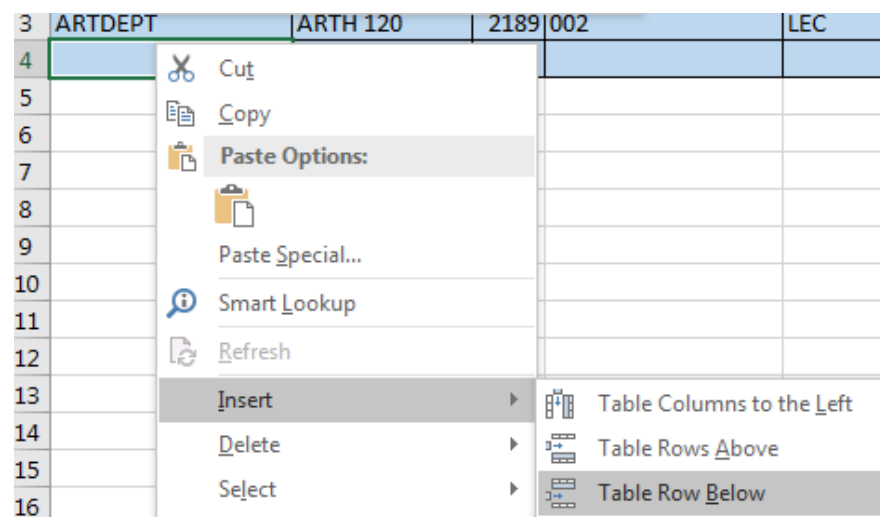 3 ARTDEPT ARTH 120 2189 002 LEC
4
5
6
7
8
9
10
11
12
13
14
15
16
Cut
Copy
Paste Options:
Paste Special...
Smart Lookup
Refresh
Insert
Delete
Select
Table Columns to the Left
Table Rows Above
Table Row Below